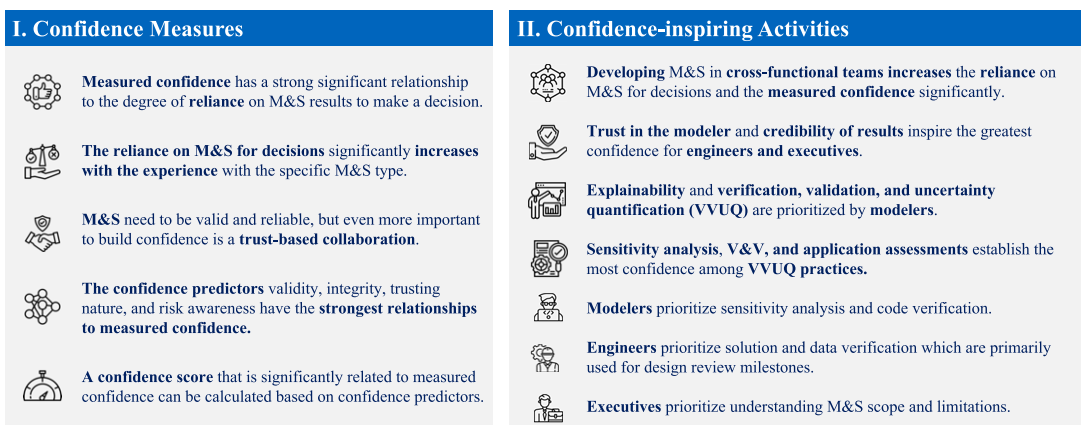 I. Confidence Measures
Measured confidence has a strong significant relationship
to the degree of reliance on M&S results to make a decision.
The reliance on M&S for decisions significantly increases
with the experience with the specific M&S type.
M&S need to be valid and reliable, but even more important
to build confidence is a trust-based collaboration.
The confidence predictors validity, integrity, trusting
nature, and risk awareness have the strongest relationships
to measured confidence.
A confidence score that is significantly related to measured
confidence can be calculated based on confidence predictors.
II. Confidence-inspiring Activities
Developing M&S in cross-functional teams increases the reliance on
M&S for decisions and the measured confidence significantly.
Trust in the modeler and credibility of results inspire the greatest
confidence for engineers and executives.
Explainability and verification, validation, and uncertainty
quantification (VVUQ) are prioritized by modelers.
Sensitivity analysis, V&V, and application assessments establish the
most confidence among VVUQ practices.
Modelers prioritize sensitivity analysis and code verification.
Engineers prioritize solution and data verification which are primarily
used for design review milestones.
Executives prioritize understanding M&S scope and limitations.